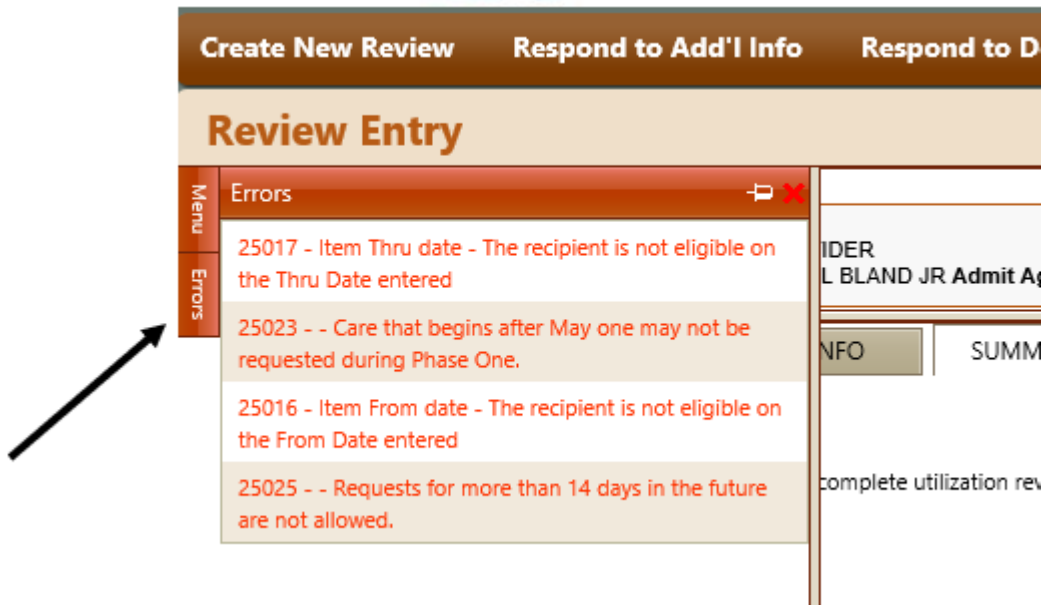 Create New Review Respond to Add'l Info Respond to D
Review Entry
Menu
Errors
Errors
25017 - Item Thru date - The recipient is not eligible on
the Thru Date entered
25023 - - Care that begins after May one may not be
requested during Phase One.
25016 - Item From date - The recipient is not eligible on
the From Date entered
25025 - - Requests for more than 14 days in the future
are not allowed.
IDER
L BLAND JR Admit Ag
NFO SUMM
complete utilization rev